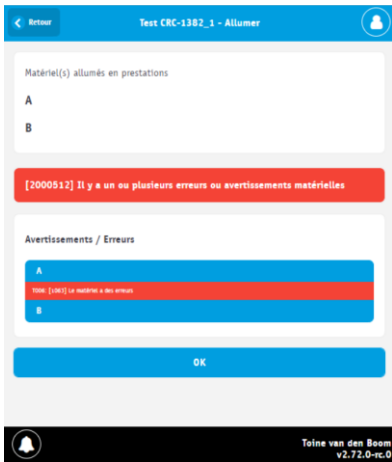 Retour
Test CRC-1382_1 - Allumer
Matériel(s) allumés en prestations
A
B
[2000512] Il y a un ou plusieurs erreurs ou avertissements matérielles
Avertissements / Erreurs
A
TODO: [1083] Le matériel a des erreurs
B
OK
Toine van den Boom
v2.72.0-rc.0